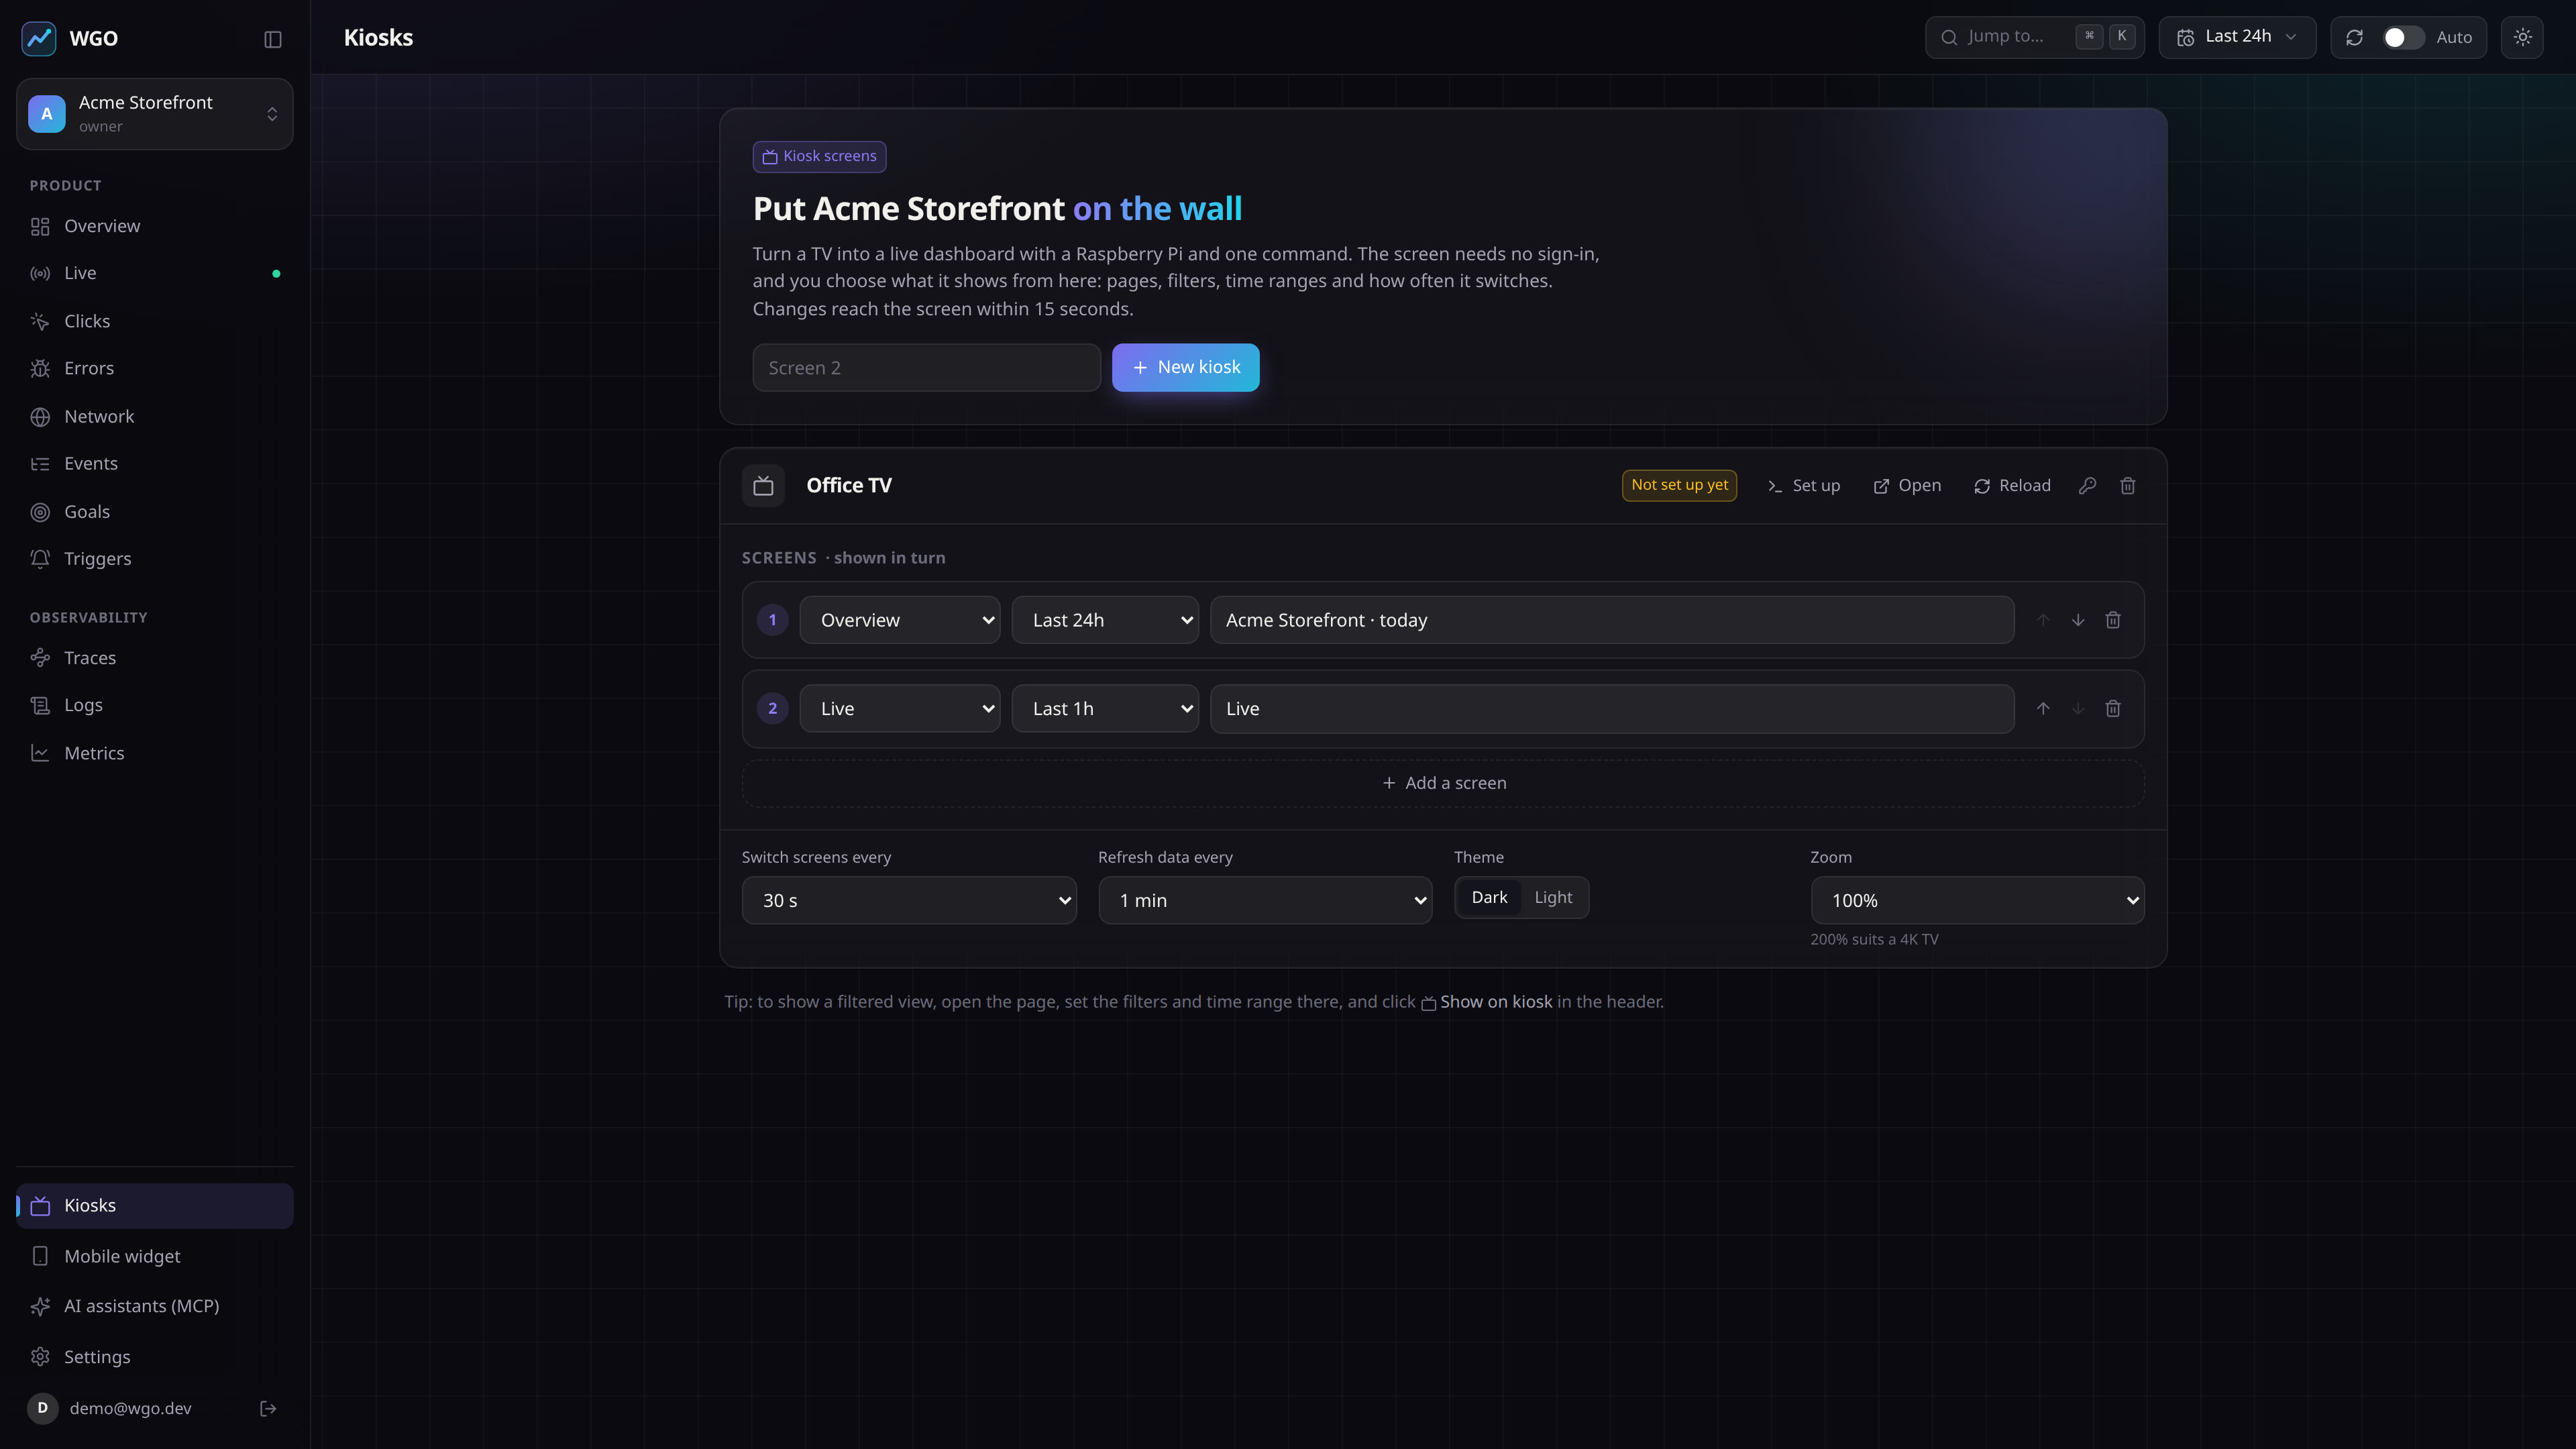 WGO
Acme Storefront
owner
PRODUCT
Overview
Live
Clicks
Errors
Network
Events
Goals
Triggers
OBSERVABILITY
Traces
Logs
Metrics
Kiosks
Mobile widget
AI assistants (MCP)
Settings
D demo@wgo.dev
Kiosks
Jump to... ⌘ K
Last 24h
Auto
A
Kiosk screens
Put Acme Storefront on the wall
Turn a TV into a live dashboard with a Raspberry Pi and one command. The screen needs no sign-in,
and you choose what it shows from here: pages, filters, time ranges and how often it switches.
Changes reach the screen within 15 seconds.
Screen 2
New kiosk
Office TV
Not set up yet
Set up
Open
Reload
SCREENS · shown in turn
1 Overview Last 24h Acme Storefront · today
2 Live Last 1h Live
Add a screen
Switch screens every
30 s
Refresh data every
1 min
Theme
Dark Light
Zoom
100%
200% suits a 4K TV
Tip: to show a filtered view, open the page, set the filters and time range there, and click Show on kiosk in the header.